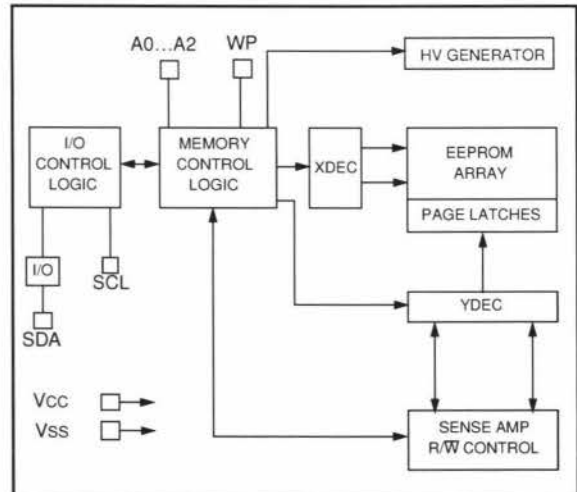 A0...A2
WP
HV GENERATOR
I/O
CONTROL
LOGIC
MEMORY
CONTROL
LOGIC
XDEC
EEPROM
ARRAY
PAGE LATCHES
I/O
SCL
SDA
YDEC
Vcc
Vss
SENSE AMP
R/W̅ CONTROL